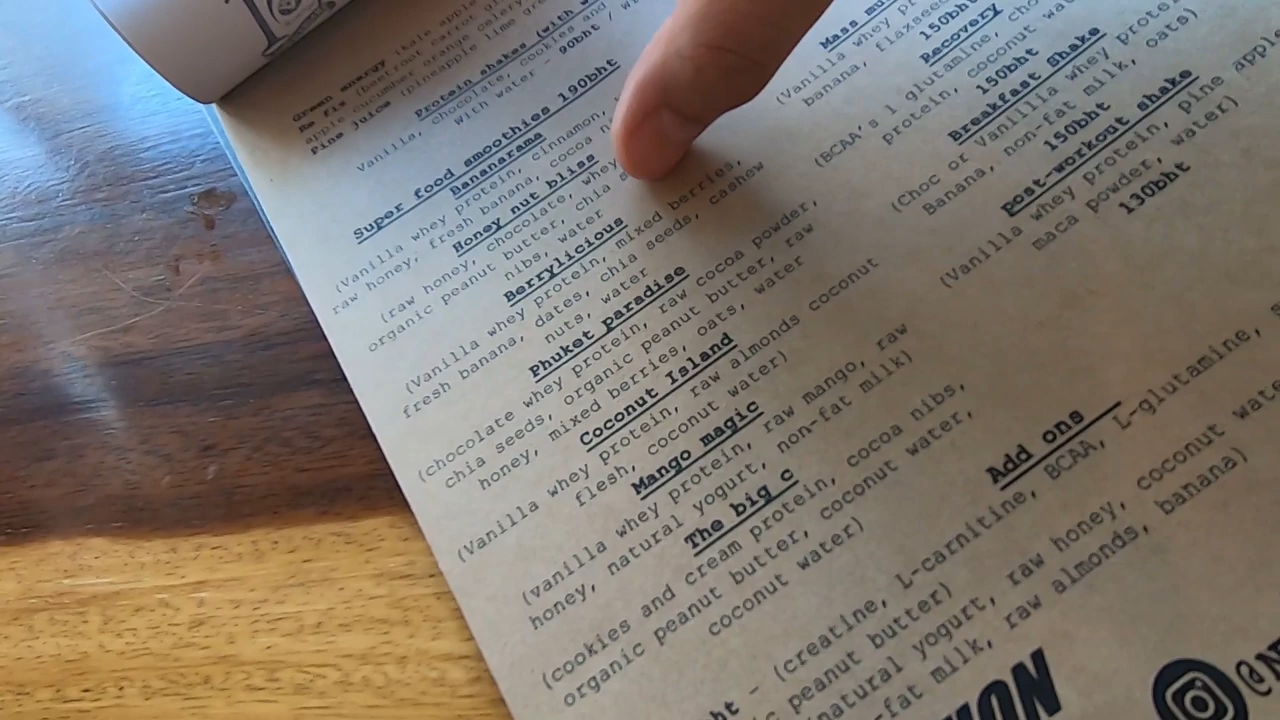 Green energy
Re fix (beetroot
apple cucumber orange celery
Pine juice (pineapple lime
Protein shakes (with
Vanilla, chocolate, cookies and
With water - 90bht /
Super food smoothies 190bht
Bananarama
(Vanilla whey protein, cinnamon,
raw honey, fresh banana, cocoa
Honey nut bliss
(raw honey, chocolate, whey
organic peanut butter, chia
nibs, water
Berrylicious
(Vanilla whey protein, mixed berries,
fresh banana, dates, chia seeds, cashew
nuts, water
Phuket paradise
(chocolate whey protein, raw cocoa powder,
chia seeds, organic peanut butter, raw
honey, mixed berries, oats, water
Coconut Island
(Vanilla whey protein, raw almonds coconut
flesh, coconut water)
Mango magic
(vanilla whey protein, raw mango, raw
honey, natural yogurt, non-fat milk)
The big c
(cookies and cream protein, cocoa nibs,
organic peanut butter, coconut water,
coconut water)
Mass
(Vanilla whey
banana, flaxseed
150bht
Recovery
(BCAA's l glutamine,
protein, coconut
150bht
Breakfast shake
(Choc or Vanilla whey
Banana, non-fat milk, oats)
150bht
post-workout shake
(Vanilla whey protein, pine apple
maca powder, water)
130bht
Add ons
- (creatine, L-carnitine, BCAA, L-glutamine,
peanut butter)
natural yogurt, raw honey, coconut
-fat milk, raw almonds, banana)